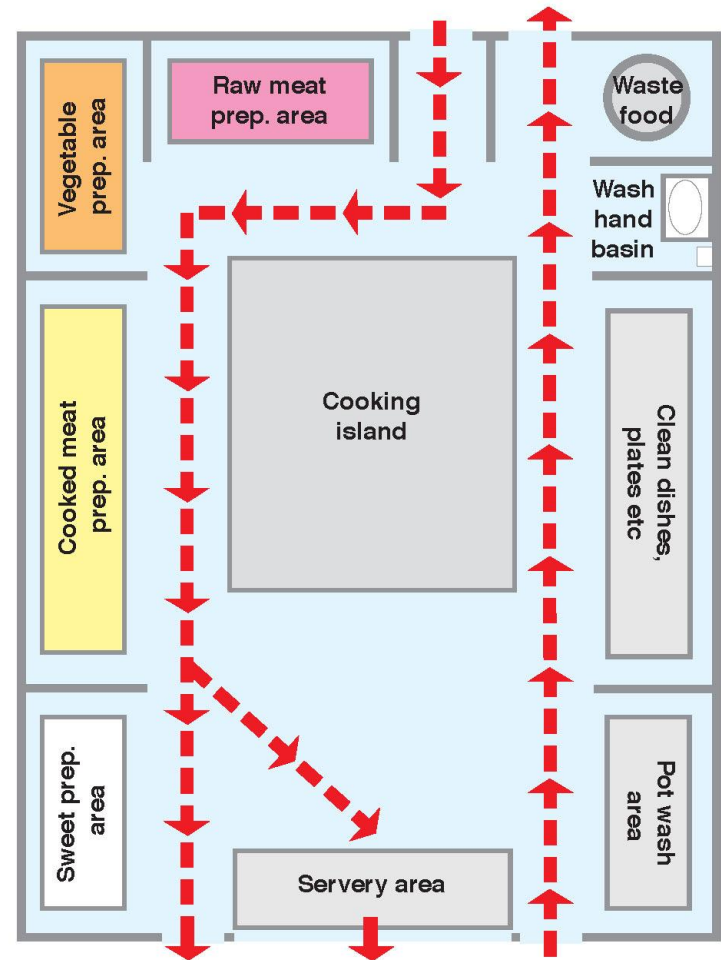 Vegetable
prep. area
Raw meat
prep. area
Waste
food
Wash
hand
basin
Cooked meat
prep. area
Cooking
island
Clean dishes,
plates etc
Sweet prep.
area
Servery area
Pot wash
area